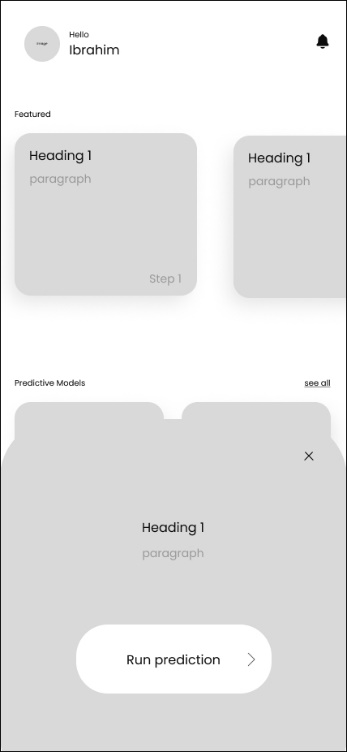 image
Hello
Ibrahim
Featured
Heading 1
paragraph
Step 1
Heading 1
paragraph
Predictive Models
see all
Heading 1
paragraph
Run prediction